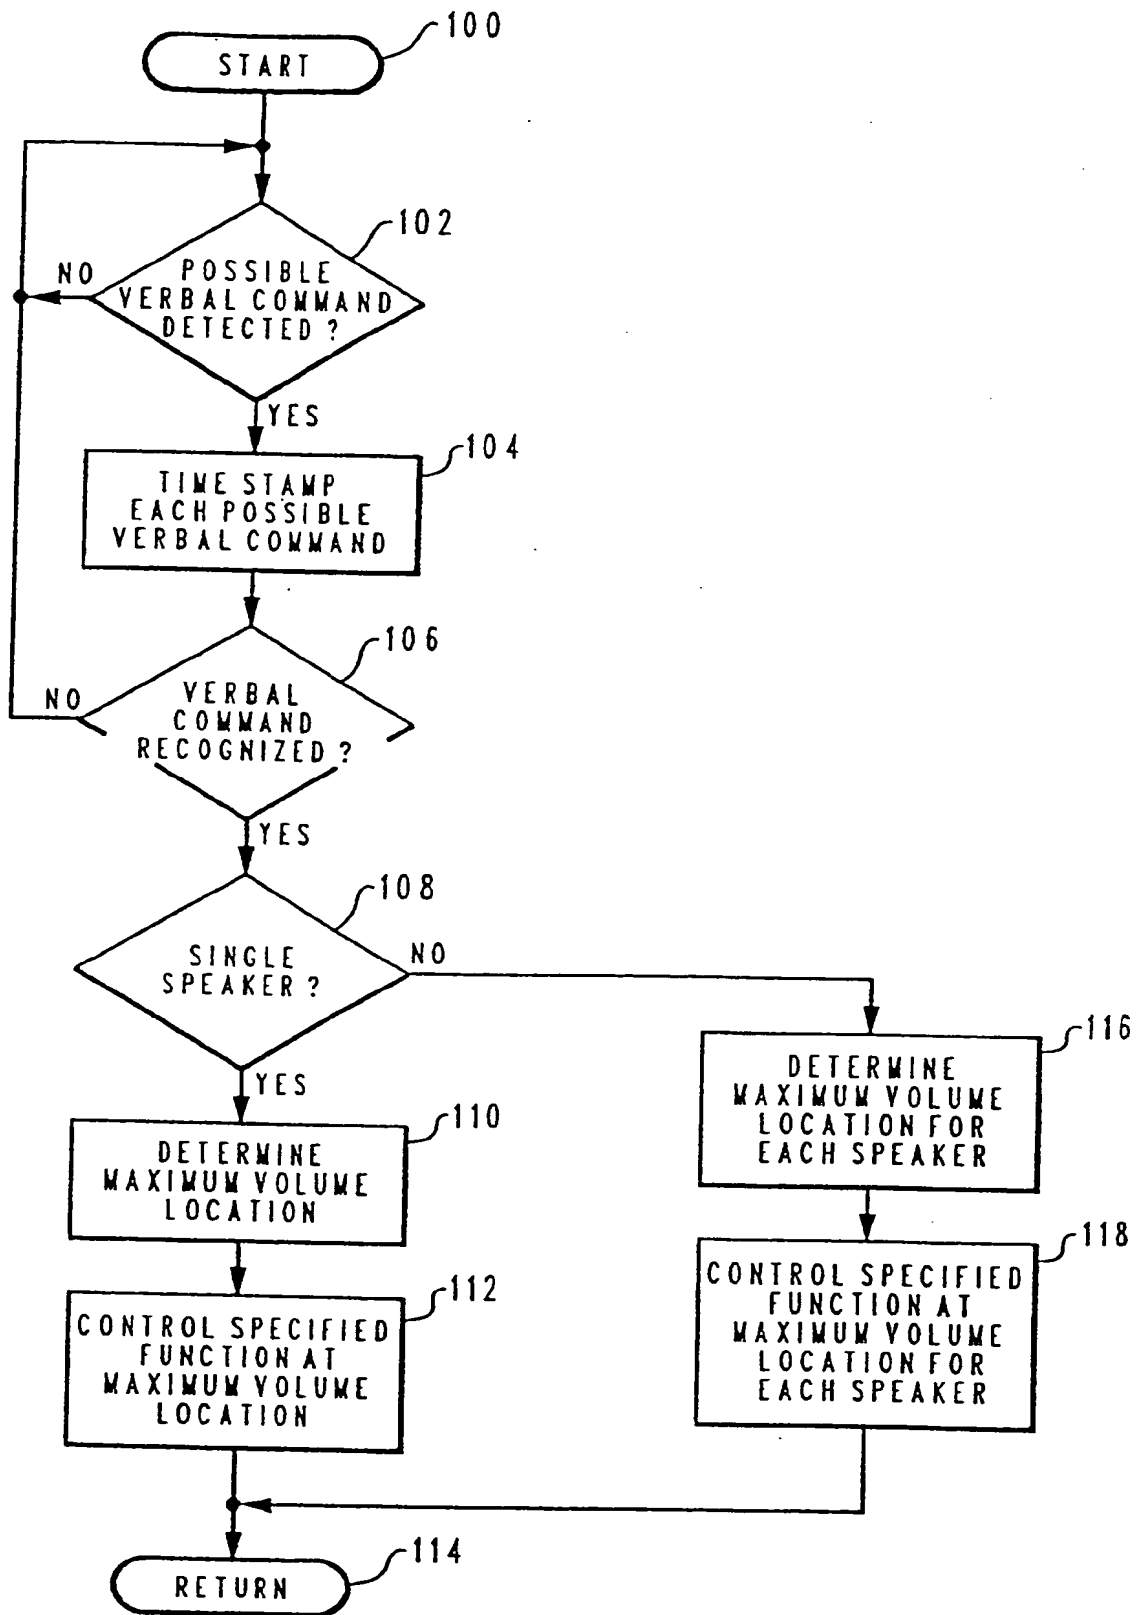 100
START
102
NO
POSSIBLE
VERBAL COMMAND
DETECTED ?
YES
104
TIME STAMP
EACH POSSIBLE
VERBAL COMMAND
106
NO
VERBAL
COMMAND
RECOGNIZED ?
YES
108
SINGLE
SPEAKER ?
NO
YES
110
DETERMINE
MAXIMUM VOLUME
LOCATION
112
CONTROL SPECIFIED
FUNCTION AT
MAXIMUM VOLUME
LOCATION
116
DETERMINE
MAXIMUM VOLUME
LOCATION FOR
EACH SPEAKER
118
CONTROL SPECIFIED
FUNCTION AT
MAXIMUM VOLUME
LOCATION FOR
EACH SPEAKER
114
RETURN